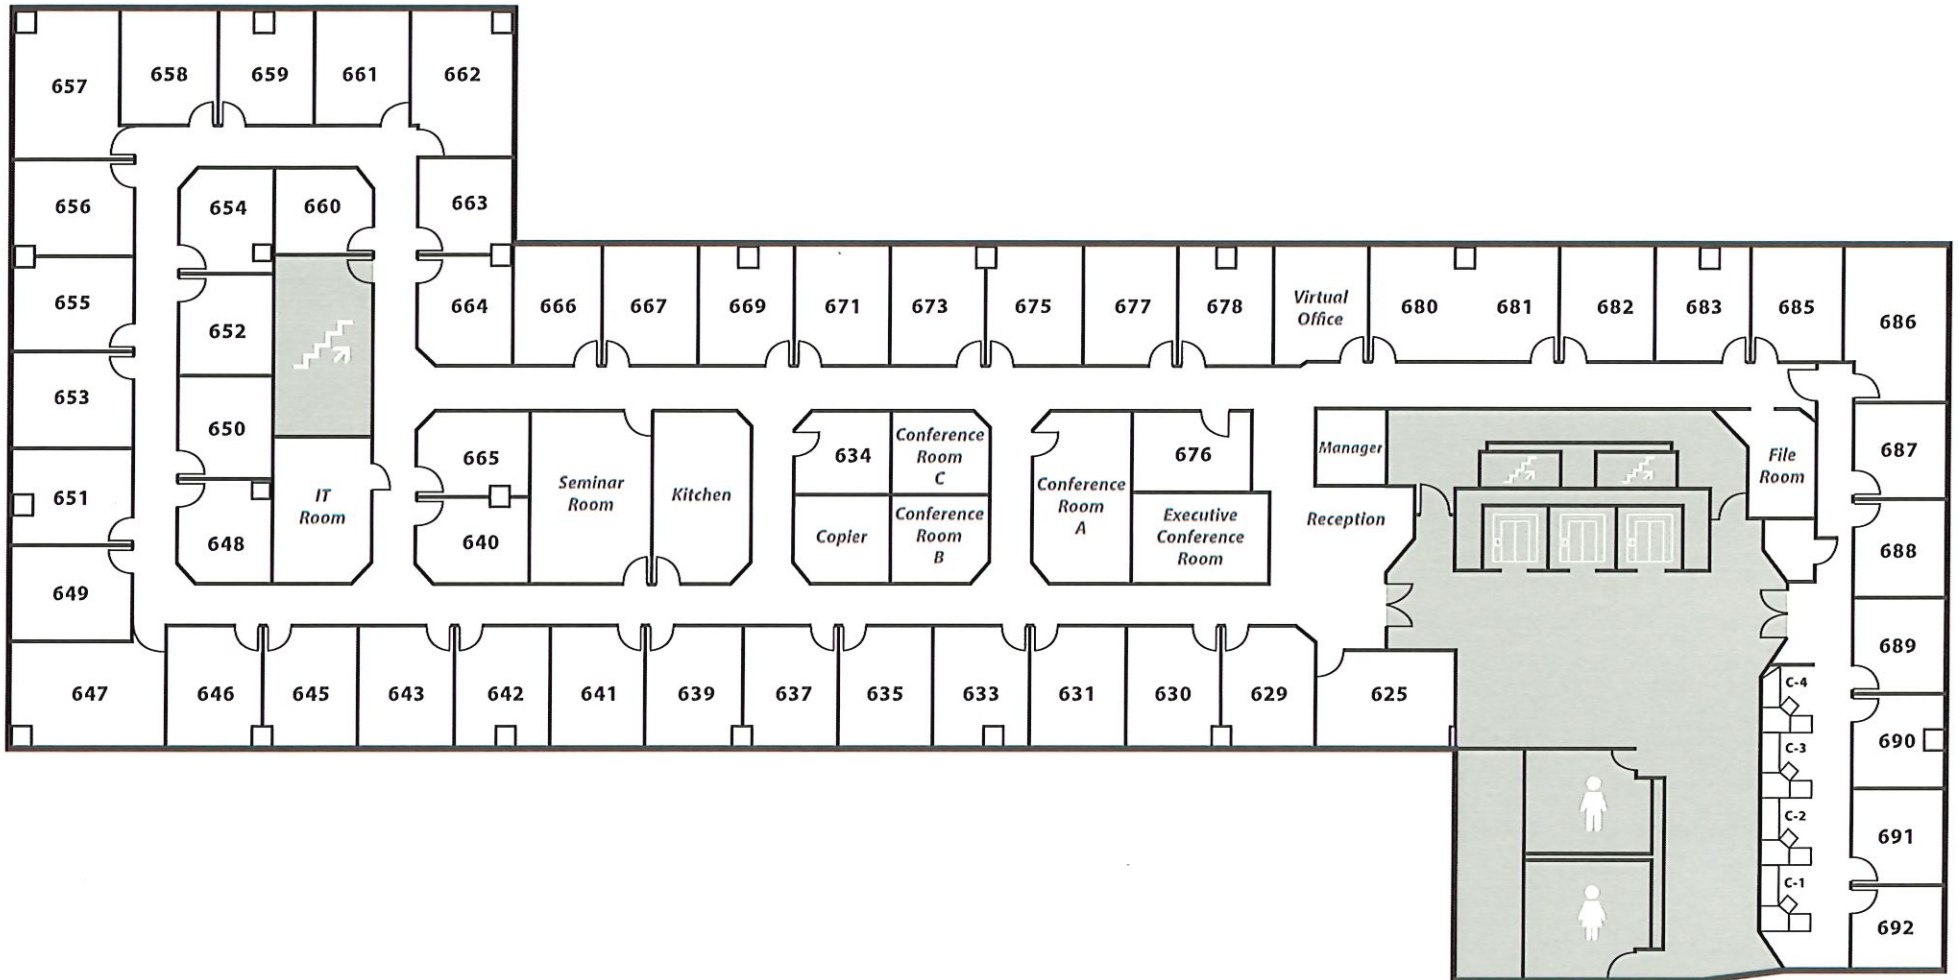 657
658
659
661
662
656
654
660
663
655
652
664
666
667
669
671
673
675
677
678
Virtual
Office
680
681
682
683
685
686
653
650
665
Seminar
Room
Kitchen
634
Conference
Room
C
Conference
Room
A
676
Manager
File
Room
687
651
IT
Room
648
640
Copier
Conference
Room
B
Executive
Conference
Room
Reception
688
649
689
647
646
645
643
642
641
639
637
635
633
631
630
629
625
C-4
690
C-3
C-2
691
C-1
692